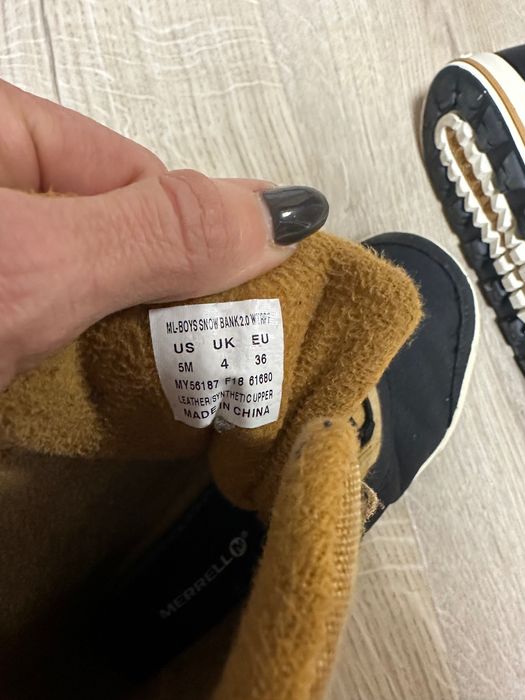 ML-BOYS SNOW BANK 2.0 WTRPF
US UK EU
5M 4 36
MY56187 F18 61680
LEATHER/SYNTHETIC UPPER
MADE IN CHINA
MERRELL